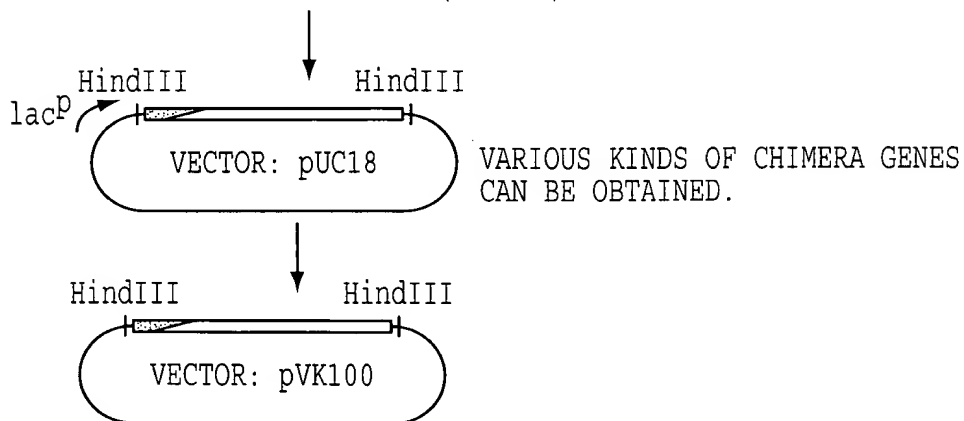 HindIII HindIII
lacP
VECTOR: pUC18
VARIOUS KINDS OF CHIMERA GENES
CAN BE OBTAINED.
HindIII HindIII
VECTOR: pVK100